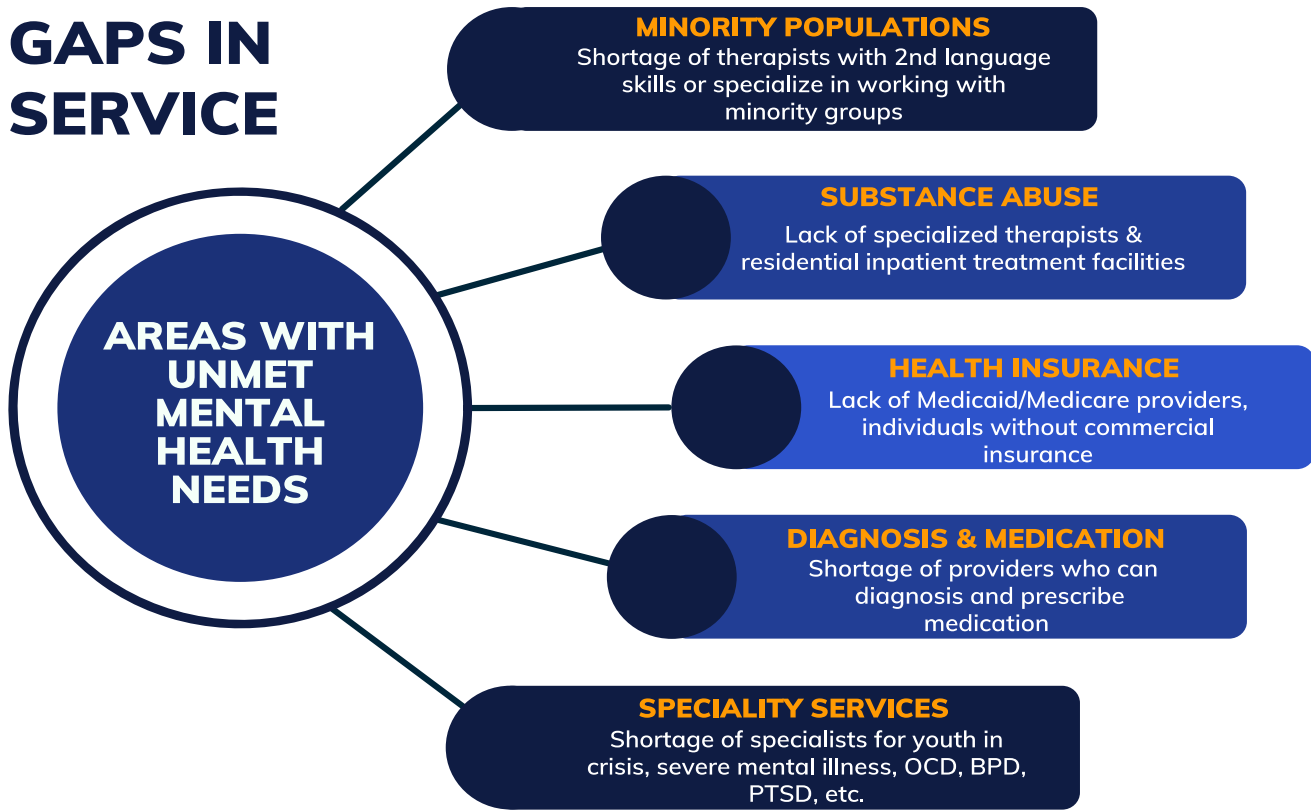 GAPS IN
SERVICE
AREAS WITH
UNMET
MENTAL
HEALTH
NEEDS
MINORITY POPULATIONS
Shortage of therapists with 2nd language
skills or specialize in working with
minority groups
SUBSTANCE ABUSE
Lack of specialized therapists &
residential inpatient treatment facilities
HEALTH INSURANCE
Lack of Medicaid/Medicare providers,
individuals without commercial
insurance
DIAGNOSIS & MEDICATION
Shortage of providers who can
diagnosis and prescribe
medication
SPECIALITY SERVICES
Shortage of specialists for youth in
crisis, severe mental illness, OCD, BPD,
PTSD, etc.